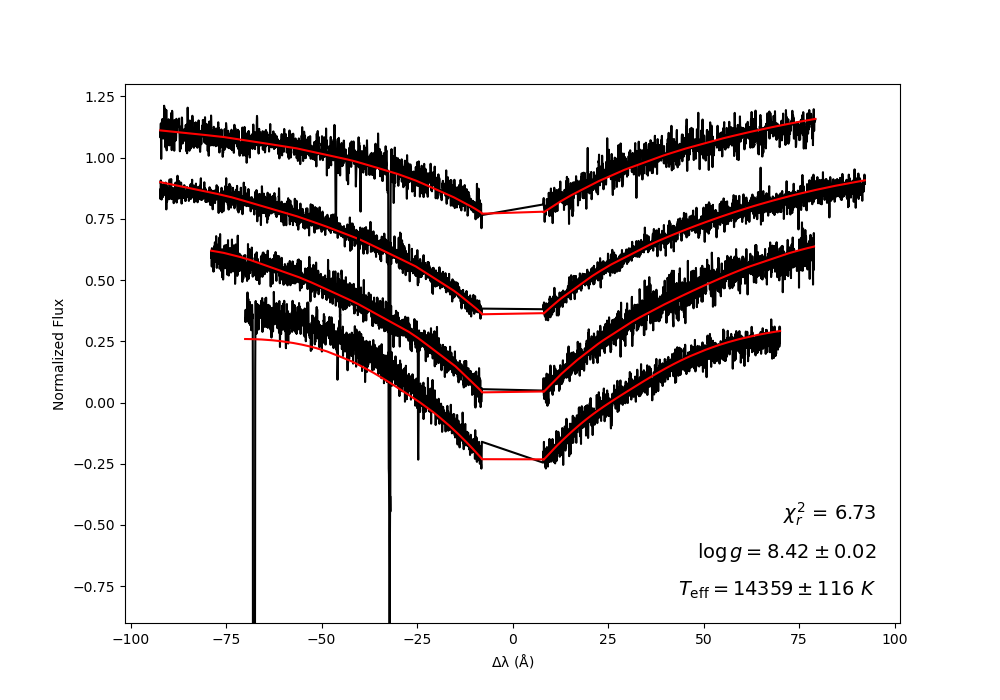 1.25
1.00
0.75
0.50
0.25
0.00
−0.25
−0.50
−0.75
Normalized Flux
χ²ᵣ = 6.73
log g = 8.42 ± 0.02
T_eff = 14359 ± 116 K
−100 −75 −50 −25 0 25 50 75 100
Δλ (Å)